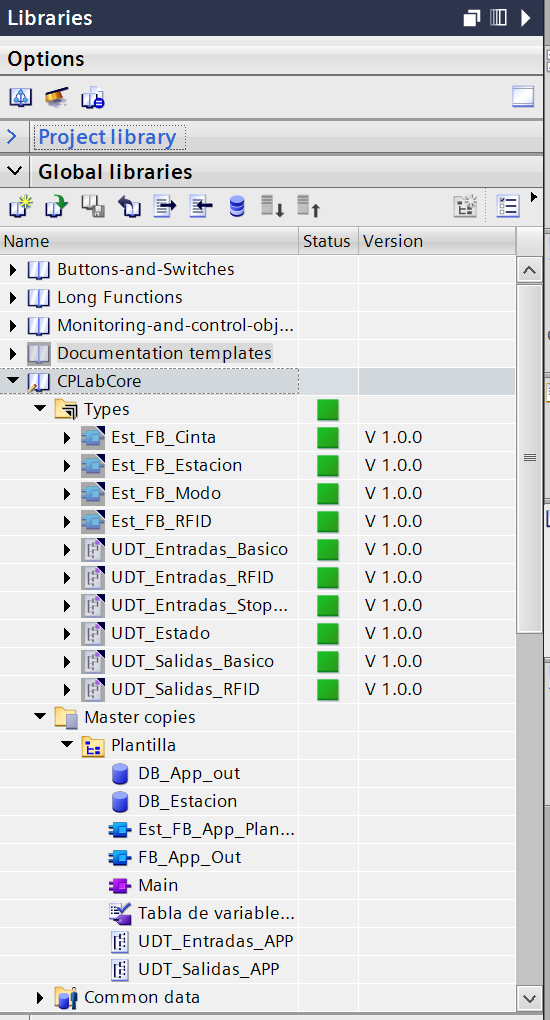 Libraries
Options
Project library
Global libraries
Name Status Version
Buttons-and-Switches
Long Functions
Monitoring-and-control-obj...
Documentation templates
CPLabCore
Types
Est_FB_Cinta V 1.0.0
Est_FB_Estacion V 1.0.0
Est_FB_Modo V 1.0.0
Est_FB_RFID V 1.0.0
UDT_Entradas_Basico V 1.0.0
UDT_Entradas_RFID V 1.0.0
UDT_Entradas_Stop... V 1.0.0
UDT_Estado V 1.0.0
UDT_Salidas_Basico V 1.0.0
UDT_Salidas_RFID V 1.0.0
Master copies
Plantilla
DB_App_out
DB_Estacion
Est_FB_App_Plan...
FB_App_Out
Main
Tabla de variable...
UDT_Entradas_APP
UDT_Salidas_APP
Common data